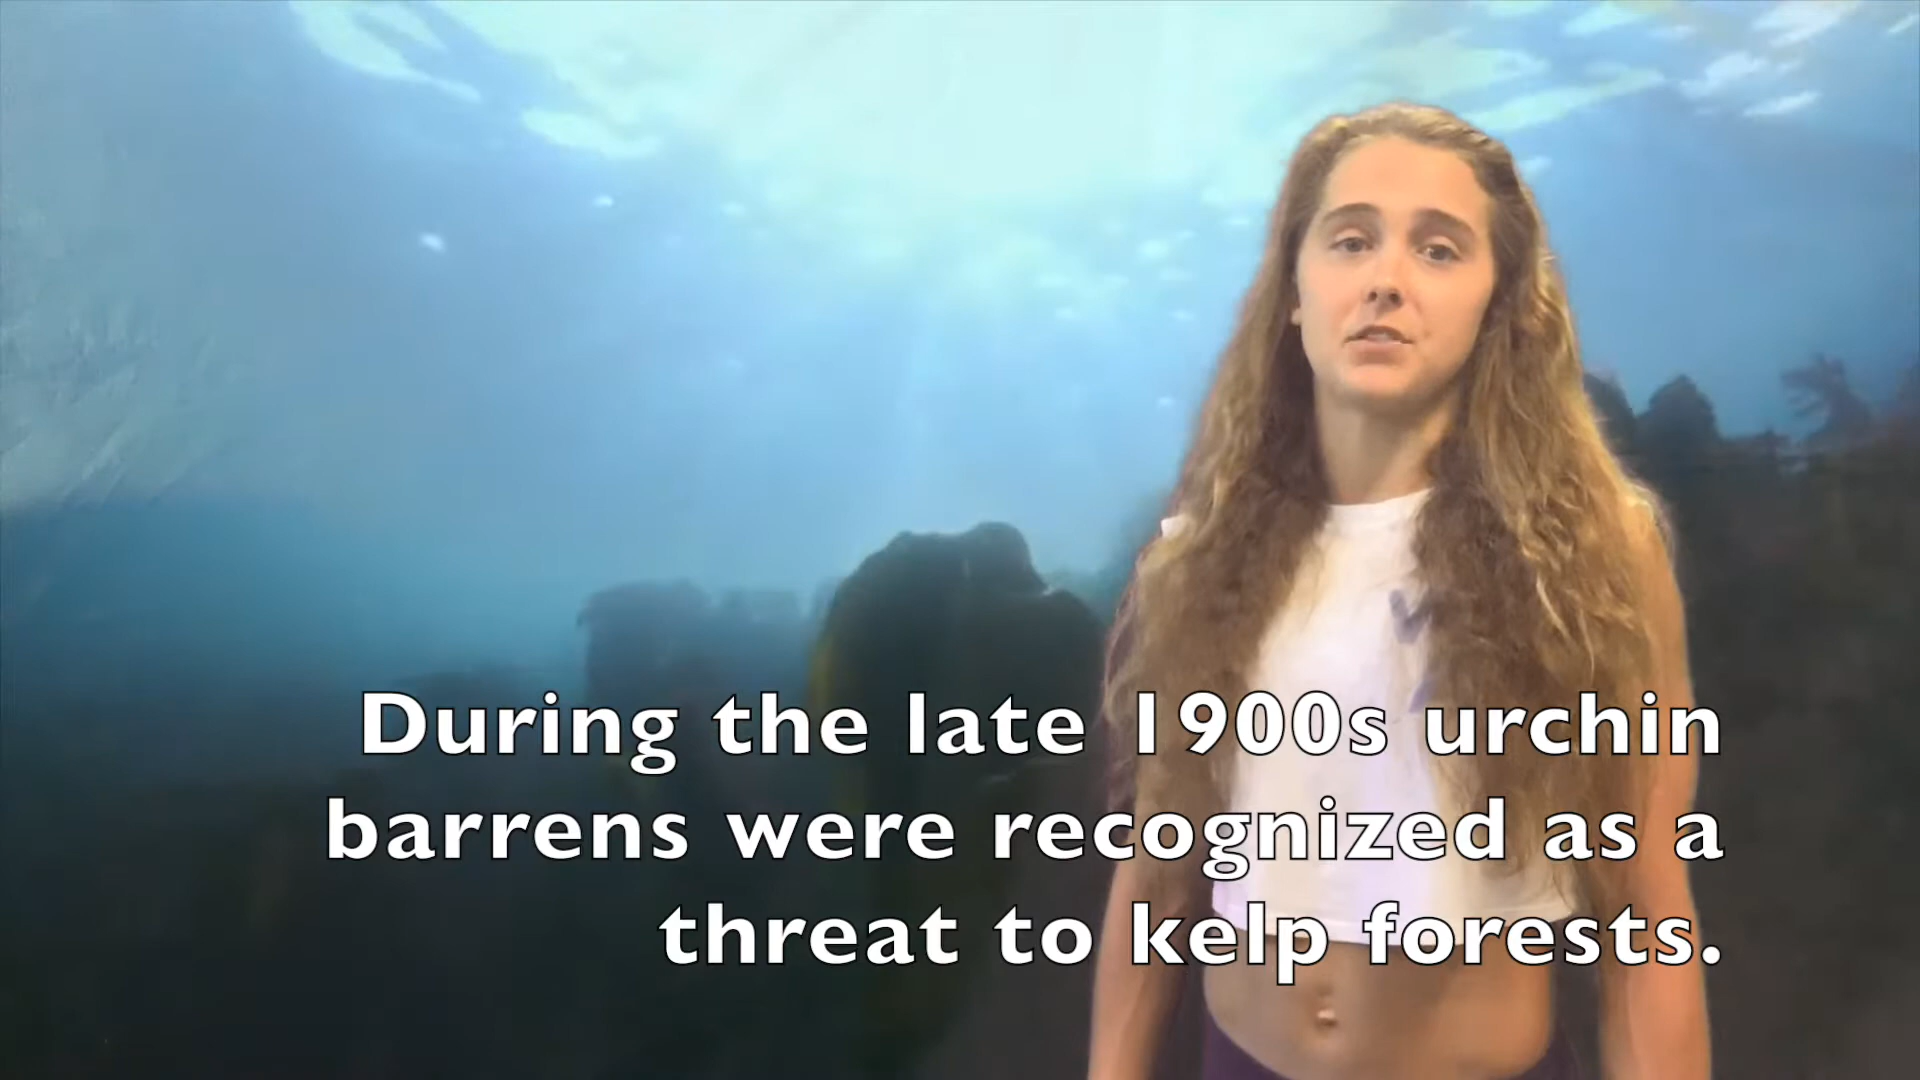 During the late 1900s urchin
barrens were recognized as a
threat to kelp forests.